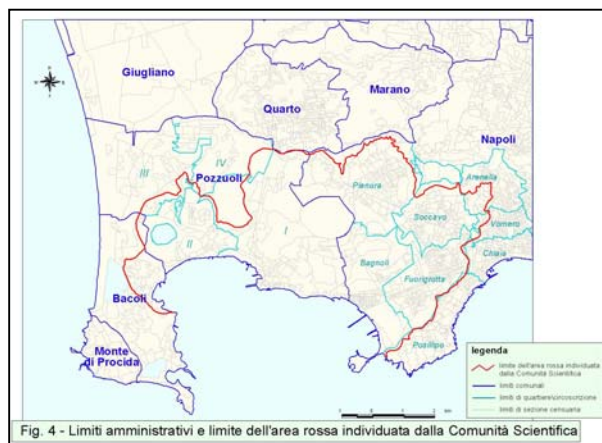 Giugliano
Marano
Quarto
Napoli
Pozzuoli
III
IV
II
I
Pianura
Arenella
Soccavo
Vomero
Chiaia
Bagnoli
Fuorigrotta
Posillipo
Bacoli
Monte
di Procida
legenda
limite dell'area rossa individuata
dalla Comunità Scientifica
limiti comunali
limiti di quartiere/circoscrizione
limiti di sezione censuaria
Fig. 4 - Limiti amministrativi e limite dell'area rossa individuata dalla Comunità Scientifica